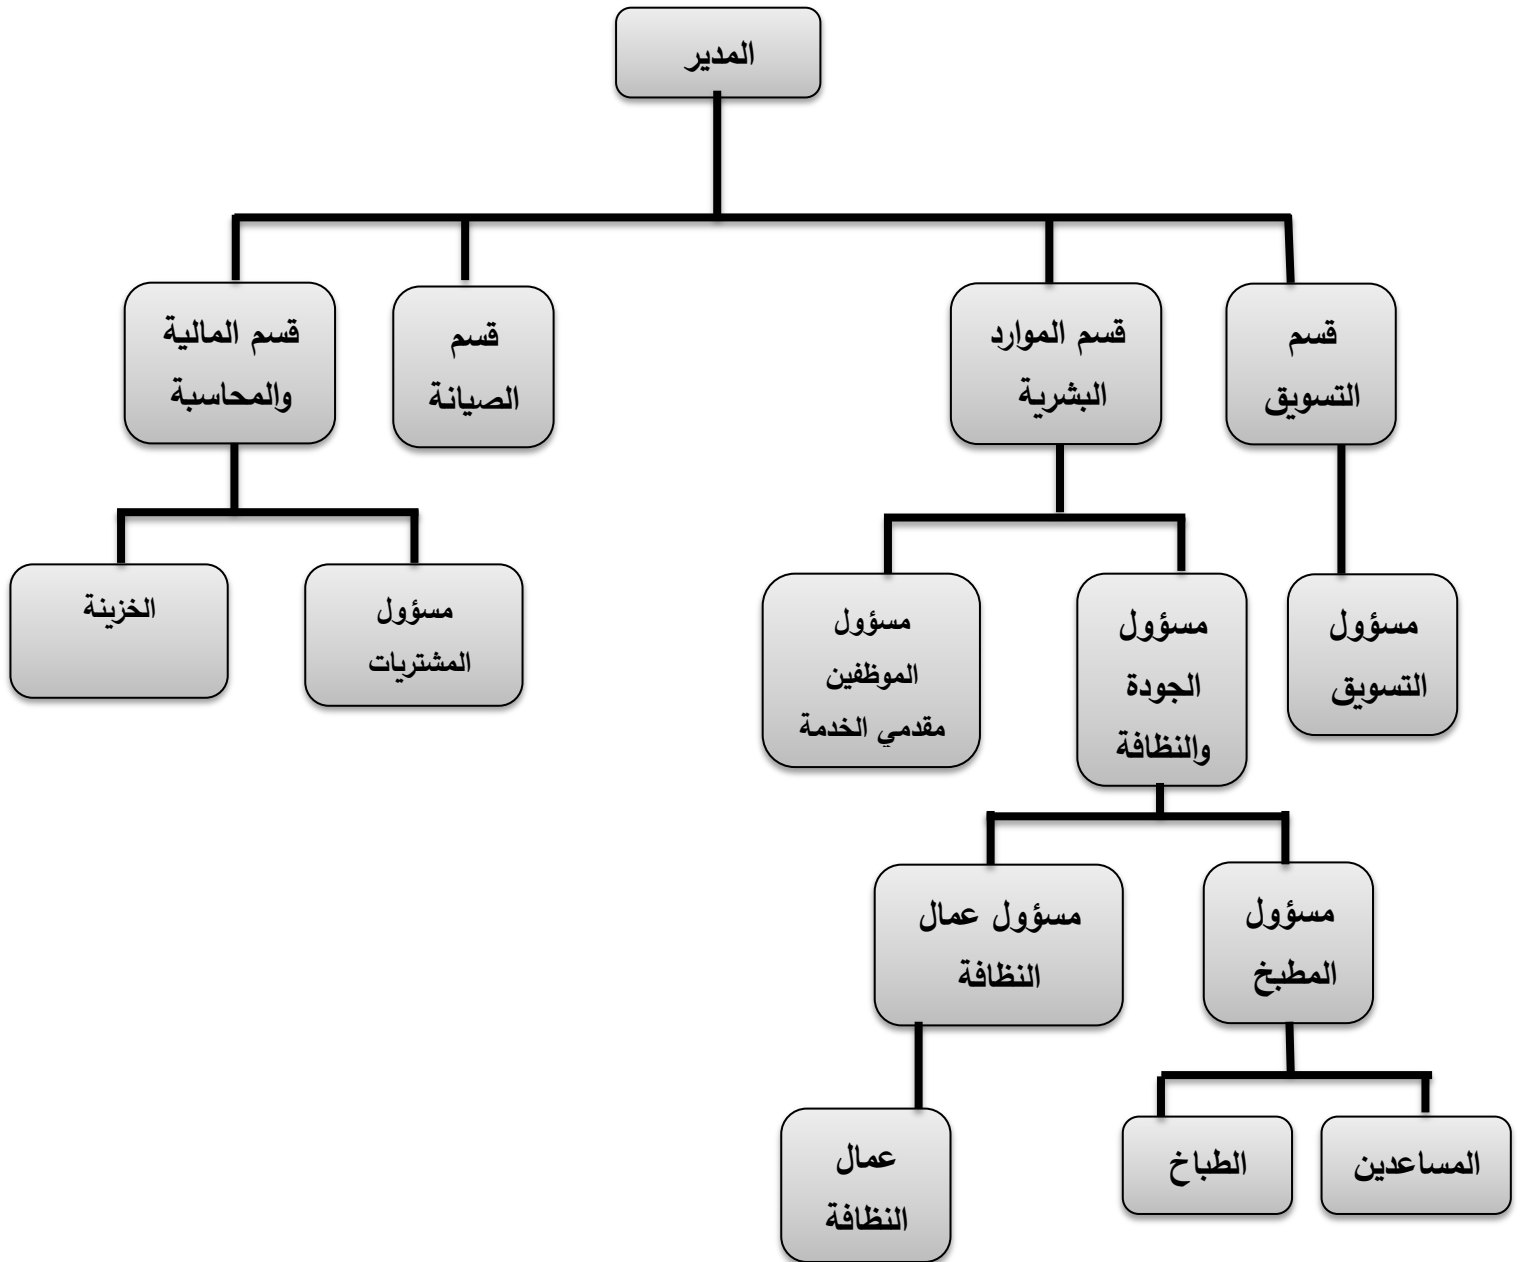 المدير
قسم
التسويق
قسم الموارد
البشرية
قسم
الصيانة
قسم المالية
والمحاسبة
مسؤول
التسويق
مسؤول
الجودة
والنظافة
مسؤول
الموظفين
مقدمي الخدمة
مسؤول
المشتريات
الخزينة
مسؤول
المطبخ
مسؤول عمال
النظافة
المساعدين
الطباخ
عمال
النظافة